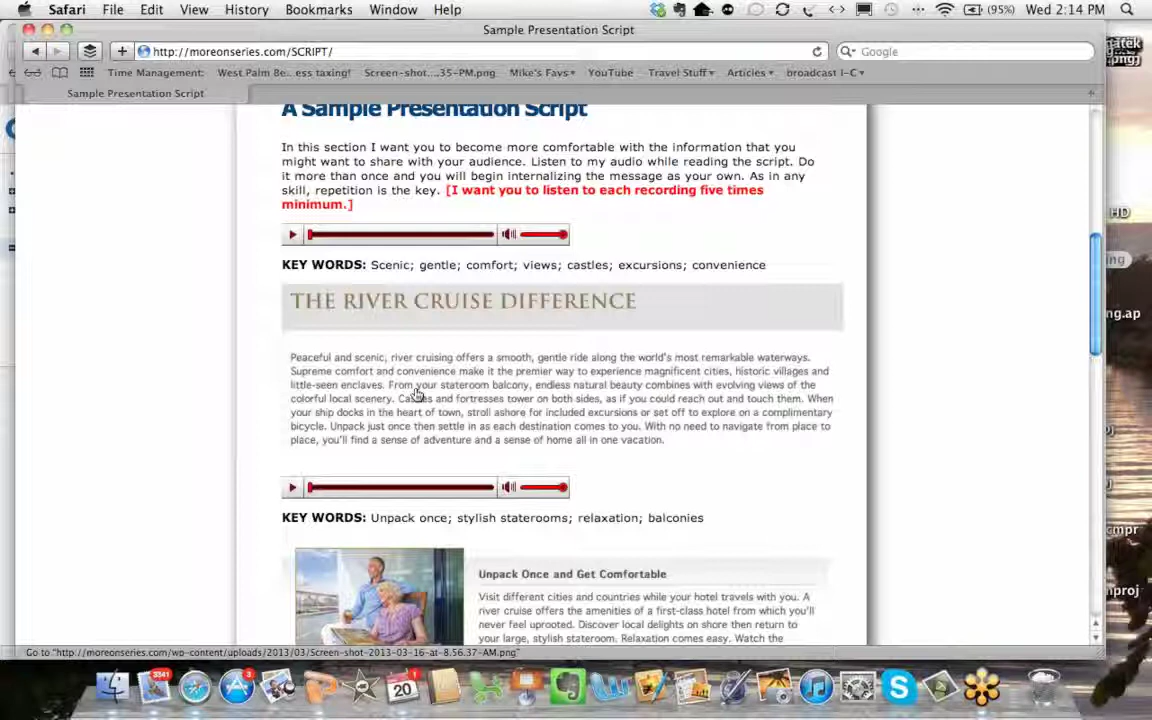 Safari File Edit View History Bookmarks Window Help (95%) Wed 2:14 PM
Sample Presentation Script
http://moreonseries.com/SCRIPT/ Google
Time Management: West Palm Be...ess taxing! Screen-shot....35-PM.png Mike's Favs YouTube Travel Stuff Articles broadcast I-C
Sample Presentation Script
A Sample Presentation Script
In this section I want you to become more comfortable with the information that you
might want to share with your audience. Listen to my audio while reading the script. Do
it more than once and you will begin internalizing the message as your own. As in any
skill, repetition is the key. [I want you to listen to each recording five times
minimum.]
KEY WORDS: Scenic; gentle; comfort; views; castles; excursions; convenience
THE RIVER CRUISE DIFFERENCE
Peaceful and scenic, river cruising offers a smooth, gentle ride along the world's most remarkable waterways.
Supreme comfort and convenience make it the premier way to experience magnificent cities, historic villages and
little-seen enclaves. From your stateroom balcony, endless natural beauty combines with evolving views of the
colorful local scenery. Castles and fortresses tower on both sides, as if you could reach out and touch them. When
your ship docks in the heart of town, stroll ashore for included excursions or set off to explore on a complimentary
bicycle. Unpack just once then settle in as each destination comes to you. With no need to navigate from place to
place, you'll find a sense of adventure and a sense of home all in one vacation.
KEY WORDS: Unpack once; stylish staterooms; relaxation; balconies
Unpack Once and Get Comfortable
Visit different cities and countries while your hotel travels with you. A
river cruise offers the amenities of a first-class hotel from which you'll
never feel uprooted. Discover local delights on shore then return to
your large, stylish stateroom. Relaxation comes easy. Watch the
Go to "http://moreonseries.com/wp-content/uploads/2013/03/Screen-shot-2013-03-16-at-8.56.37-AM.png"
HD
ing
ng.ap
cmpr
mproj
3341
3
20
1